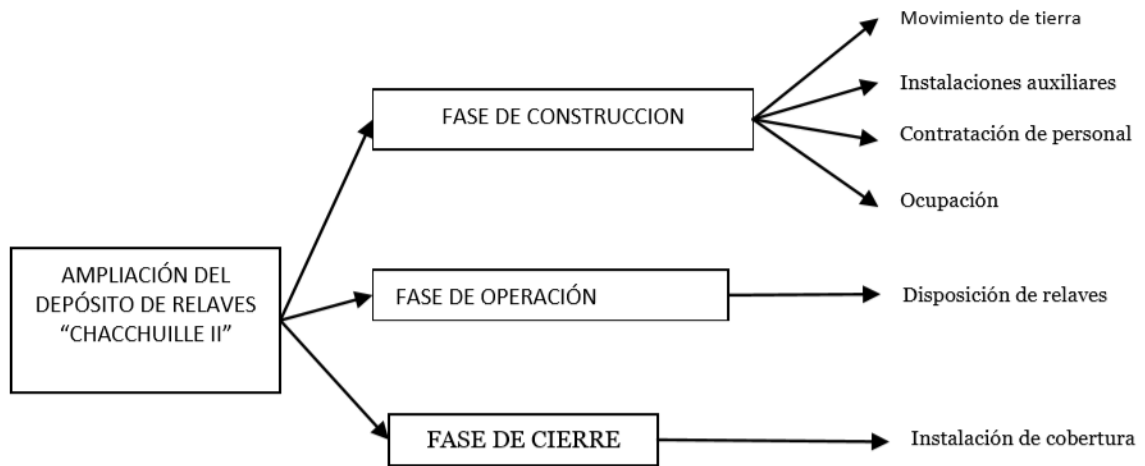 AMPLIACIÓN DEL
DEPÓSITO DE RELAVES
“CHACCHUILLE II”
FASE DE CONSTRUCCION
Movimiento de tierra
Instalaciones auxiliares
Contratación de personal
Ocupación
FASE DE OPERACIÓN
Disposición de relaves
FASE DE CIERRE
Instalación de cobertura